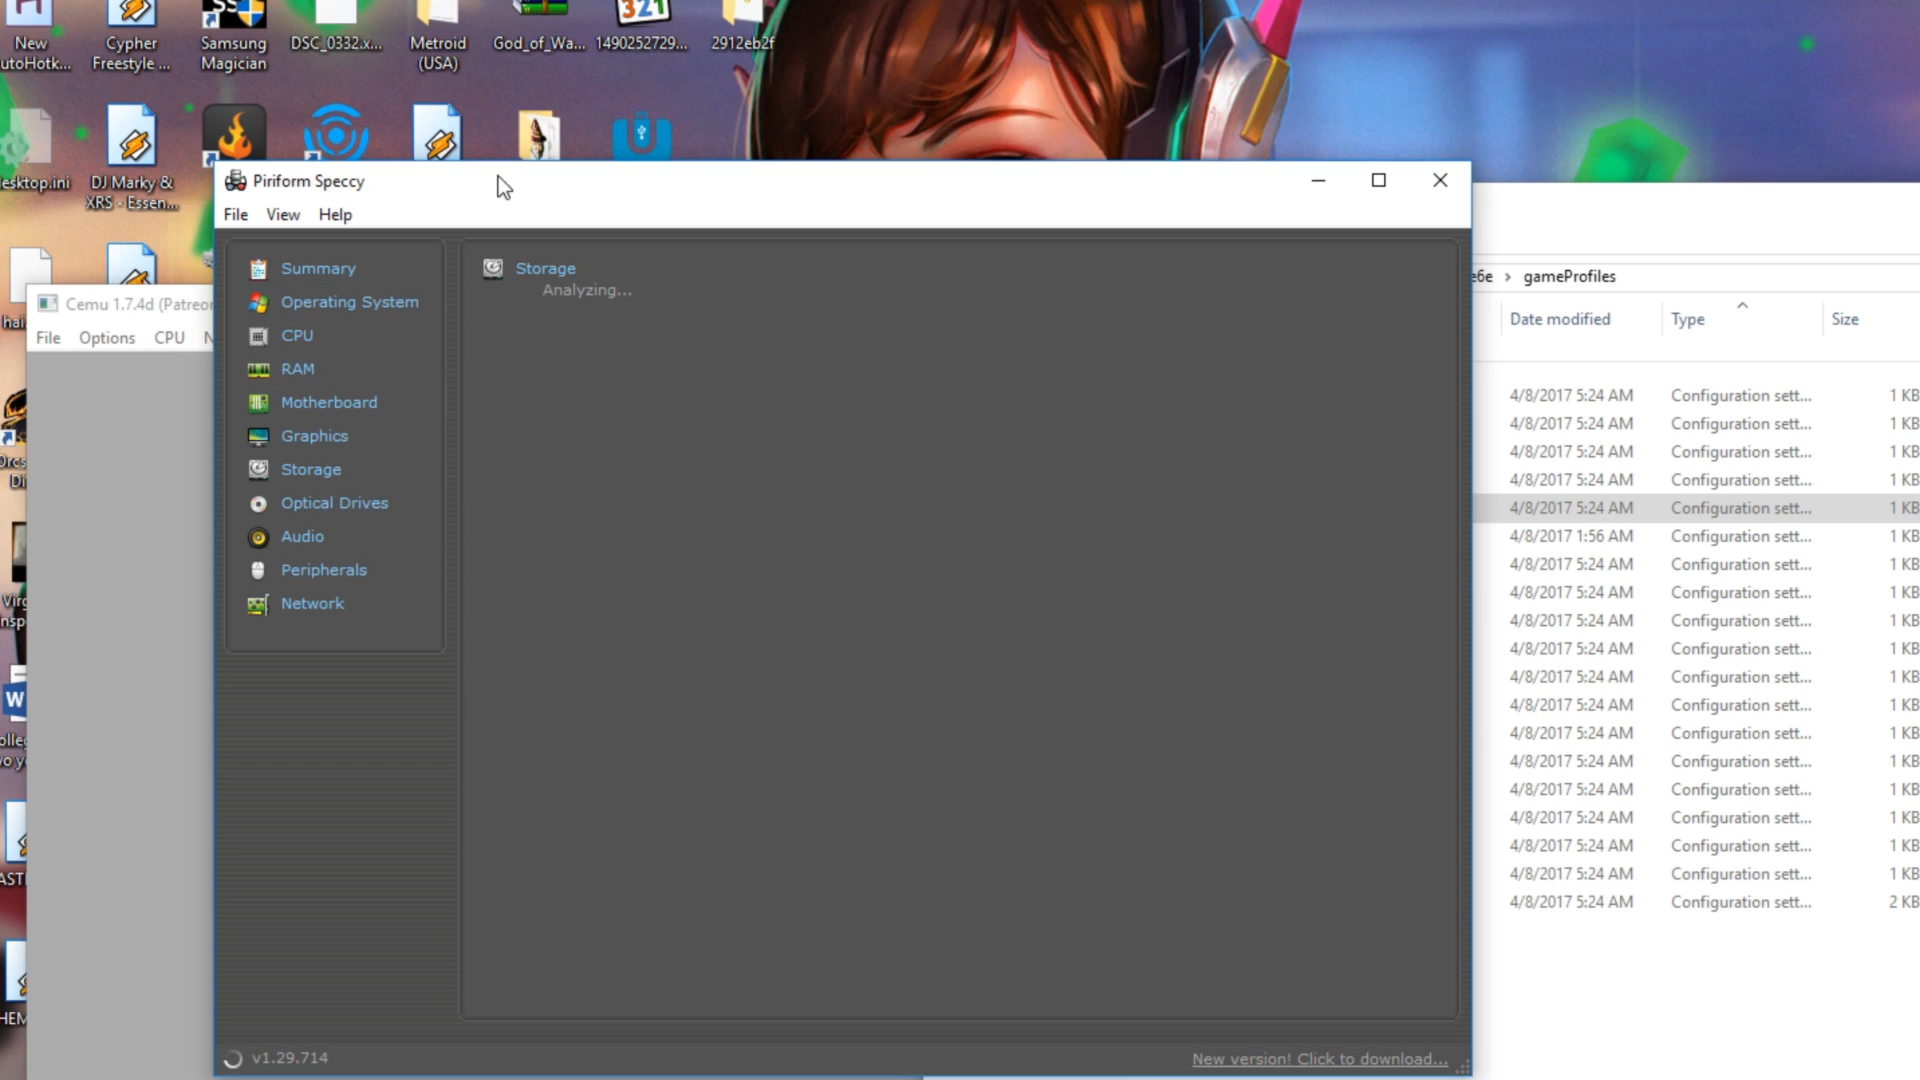 New
utoHotk...
Cypher
Freestyle ...
Samsung
Magician
DSC_0332.x...
Metroid
(USA)
God_of_Wa...
321
1490252729...
2912eb2f
esktop.ini
DJ Marky &
XRS - Essen...
Piriform Speccy
File View Help
Summary
Operating System
CPU
RAM
Motherboard
Graphics
Storage
Optical Drives
Audio
Peripherals
Network
Storage
Analyzing...
v1.29.714
New version! Click to download...
hai
Cemu 1.7.4d (Patreon
File Options CPU N
Orcs
Di
Virg
nsp
W
olleg
vo yo
AST
HEM
e6e > gameProfiles
Date modified Type Size
4/8/2017 5:24 AM Configuration sett... 1 KB
4/8/2017 5:24 AM Configuration sett... 1 KB
4/8/2017 5:24 AM Configuration sett... 1 KB
4/8/2017 5:24 AM Configuration sett... 1 KB
4/8/2017 5:24 AM Configuration sett... 1 KB
4/8/2017 1:56 AM Configuration sett... 1 KB
4/8/2017 5:24 AM Configuration sett... 1 KB
4/8/2017 5:24 AM Configuration sett... 1 KB
4/8/2017 5:24 AM Configuration sett... 1 KB
4/8/2017 5:24 AM Configuration sett... 1 KB
4/8/2017 5:24 AM Configuration sett... 1 KB
4/8/2017 5:24 AM Configuration sett... 1 KB
4/8/2017 5:24 AM Configuration sett... 1 KB
4/8/2017 5:24 AM Configuration sett... 1 KB
4/8/2017 5:24 AM Configuration sett... 1 KB
4/8/2017 5:24 AM Configuration sett... 1 KB
4/8/2017 5:24 AM Configuration sett... 1 KB
4/8/2017 5:24 AM Configuration sett... 1 KB
4/8/2017 5:24 AM Configuration sett... 2 KB